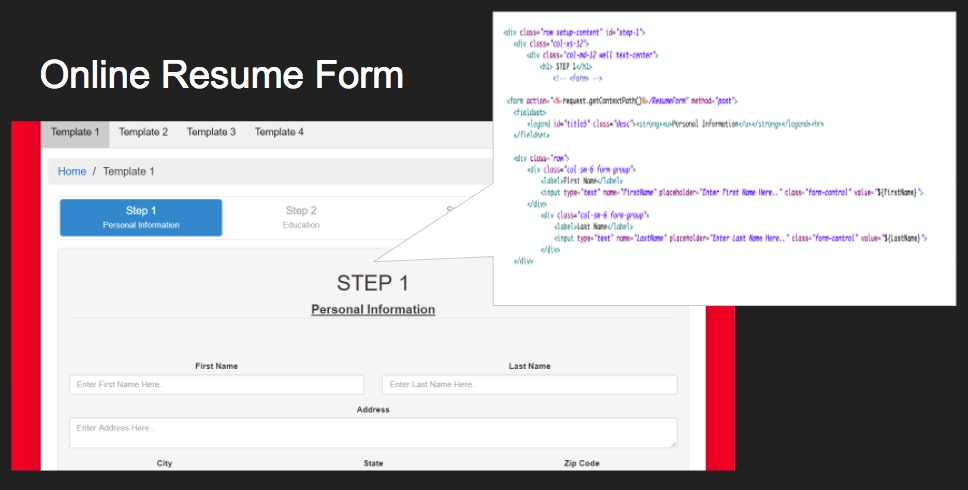 Online Resume Form
Template 1 Template 2 Template 3 Template 4
Home / Template 1
Step 1 Step 2
Personal Information Education
STEP 1
Personal Information
First Name Last Name
Enter First Name Here.. Enter Last Name Here..
Address
Enter Address Here..
City State Zip Code
<div class="row setup-content" id="step-1">
<div class="col-xs-12">
<div class="col-md-12 well text-center">
<h1> STEP 1</h1>
<!-- <form> -->
<form action="<%=request.getContextPath()%>/ResumeForm" method="post">
<fieldset>
<legend id="title5" class="desc"><strong><u>Personal Information</u></strong></legend><hr>
</fieldset>
<div class="row">
<div class="col-sm-6 form-group">
<label>First Name</label>
<input type="text" name="FirstName" placeholder="Enter First Name Here.." class="form-control" value="${FirstName}">
</div>
<div class="col-sm-6 form-group">
<label>Last Name</label>
<input type="text" name="LastName" placeholder="Enter Last Name Here.." class="form-control" value="${LastName}">
</div>
</div>